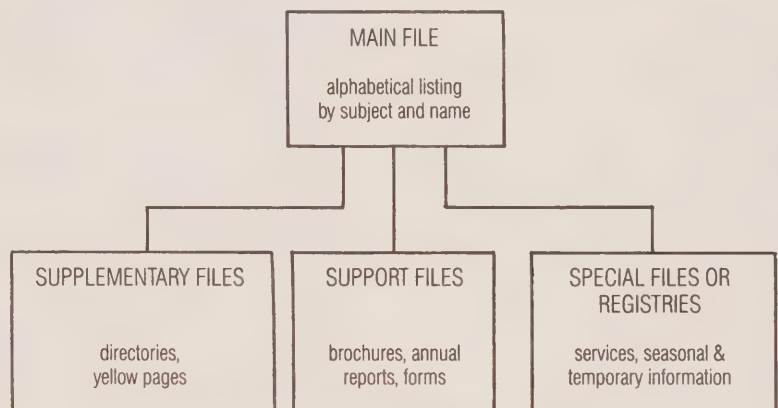 MAIN FILE
alphabetical listing
by subject and name
SUPPLEMENTARY FILES
directories,
yellow pages
SUPPORT FILES
brochures, annual
reports, forms
SPECIAL FILES OR
REGISTRIES
services, seasonal &
temporary information